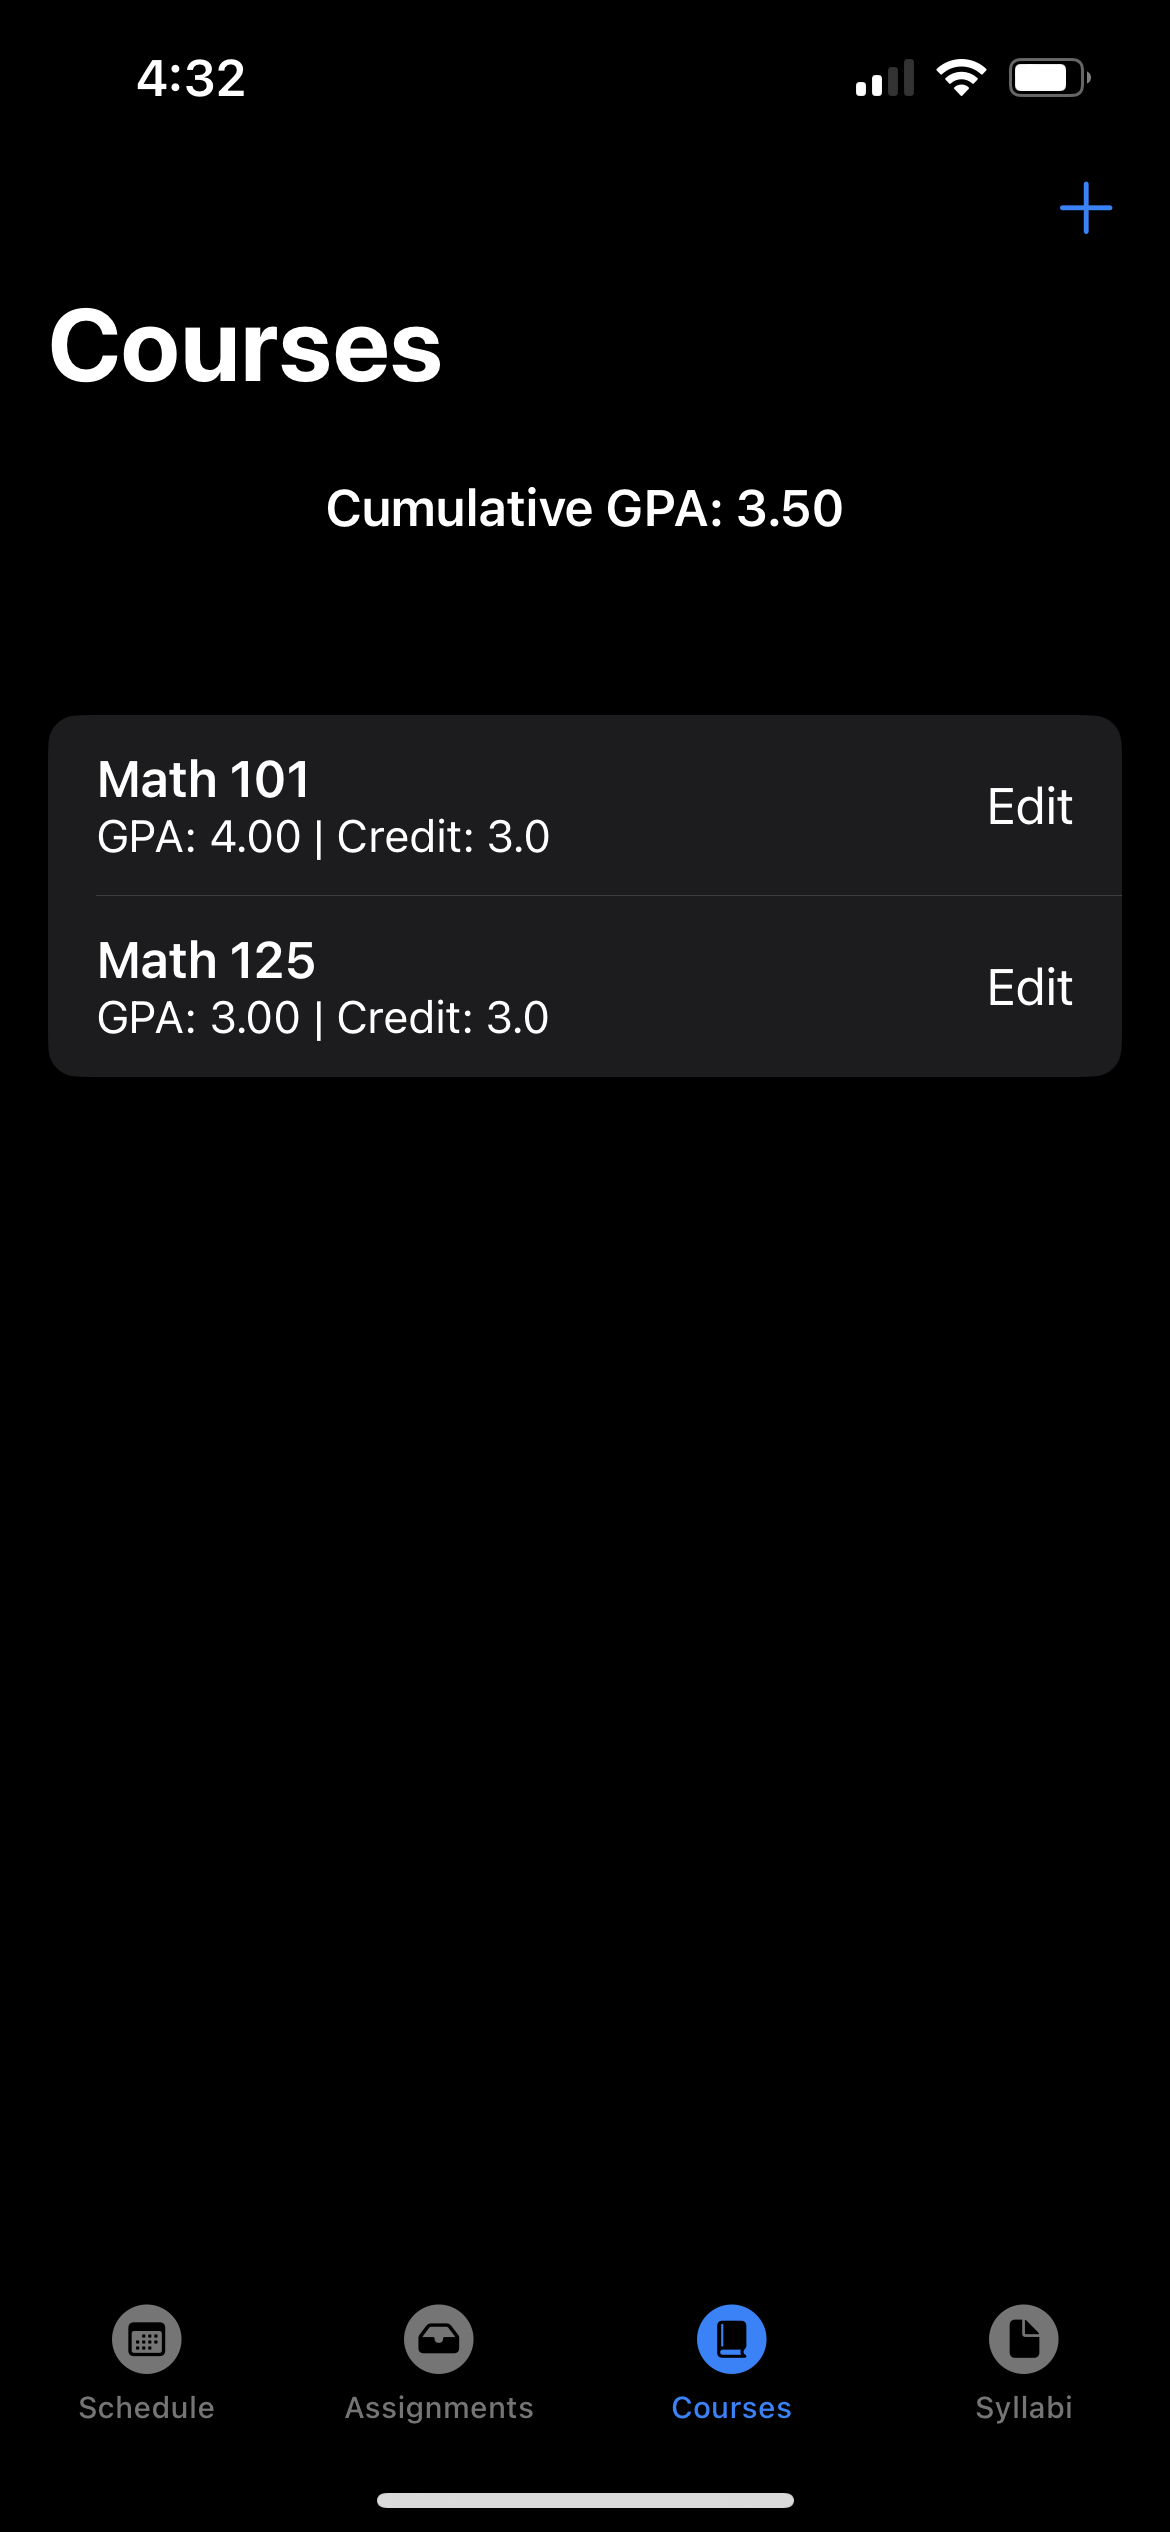 4:32
Courses
Cumulative GPA: 3.50
Math 101
GPA: 4.00 | Credit: 3.0
Edit
Math 125
GPA: 3.00 | Credit: 3.0
Edit
Schedule
Assignments
Courses
Syllabi